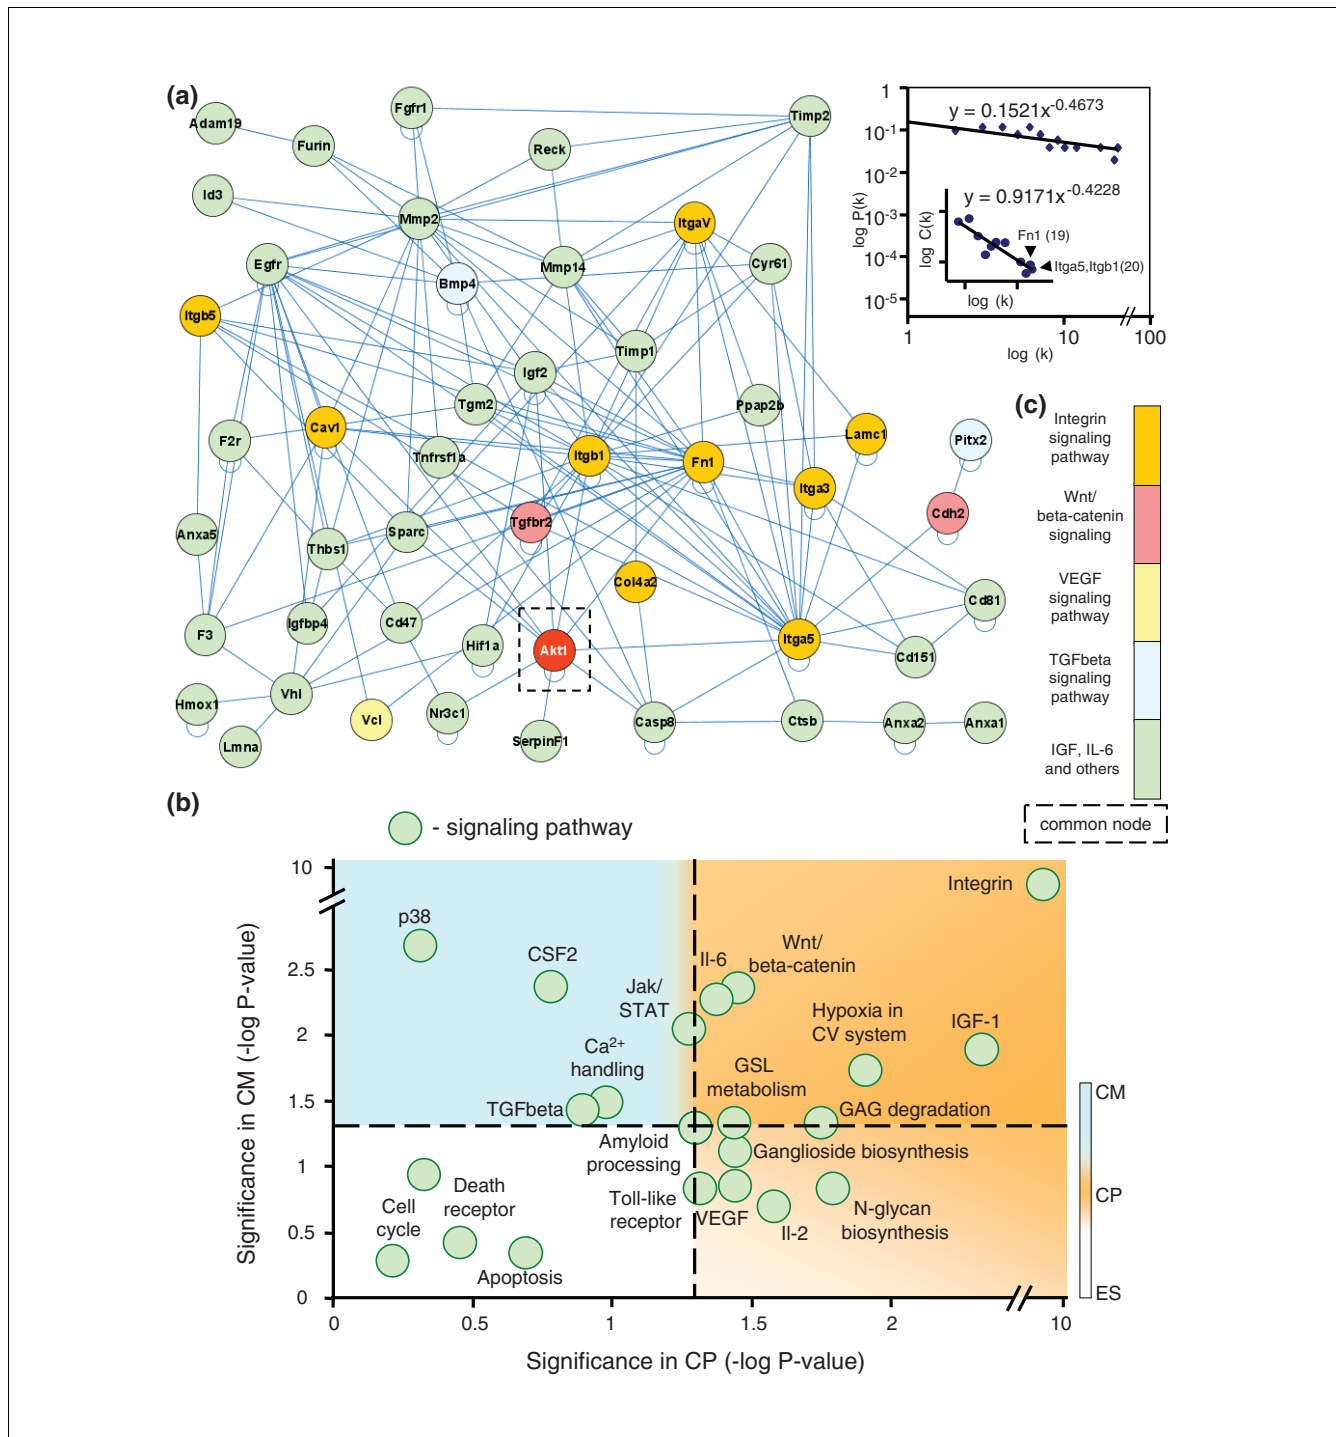 (a)
Adam19
Fgfr1
Timp2
Furin
Reck
Id3
Mmp2
ItgaV
Egfr
Bmp4
Mmp14
Cyr61
Itgb5
Timp1
Igf2
Tgm2
Ppap2b
F2r
Cav1
Tnfrsf1a
Itgb1
Fn1
Lamc1
Itga3
Pitx2
Cdh2
Anxa5
Thbs1
Sparc
Tgfbr2
Col4a2
Cd81
F3
Igfbp4
Cd47
Hif1a
Akt1
Itga5
Cd151
Hmox1
Vhl
Vcl
Nr3c1
SerpinF1
Casp8
Ctsb
Anxa2
Anxa1
Lmna
1
10-1
10-2
10-3
10-4
10-5
log P(k)
y = 0.1521x-0.4673
y = 0.9171x-0.4228
log C(k)
Fn1 (19)
Itga5,Itgb1(20)
log (k)
1
10
100
log (k)
(c)
Integrin
signaling
pathway
Wnt/
beta-catenin
signaling
VEGF
signaling
pathway
TGFbeta
signaling
pathway
IGF, IL-6
and others
common node
(b)
- signaling pathway
10
2.5
2
1.5
1
0.5
0
Significance in CM (-log P-value)
p38
CSF2
Jak/
STAT
Il-6
Wnt/
beta-catenin
Integrin
Ca2+
handling
TGFbeta
GSL
metabolism
Hypoxia in
CV system
IGF-1
GAG degradation
Amyloid
processing
Ganglioside biosynthesis
Toll-like
receptor
VEGF
Il-2
N-glycan
biosynthesis
Cell
cycle
Death
receptor
Apoptosis
0
0.5
1
1.5
2
10
Significance in CP (-log P-value)
CM
CP
ES